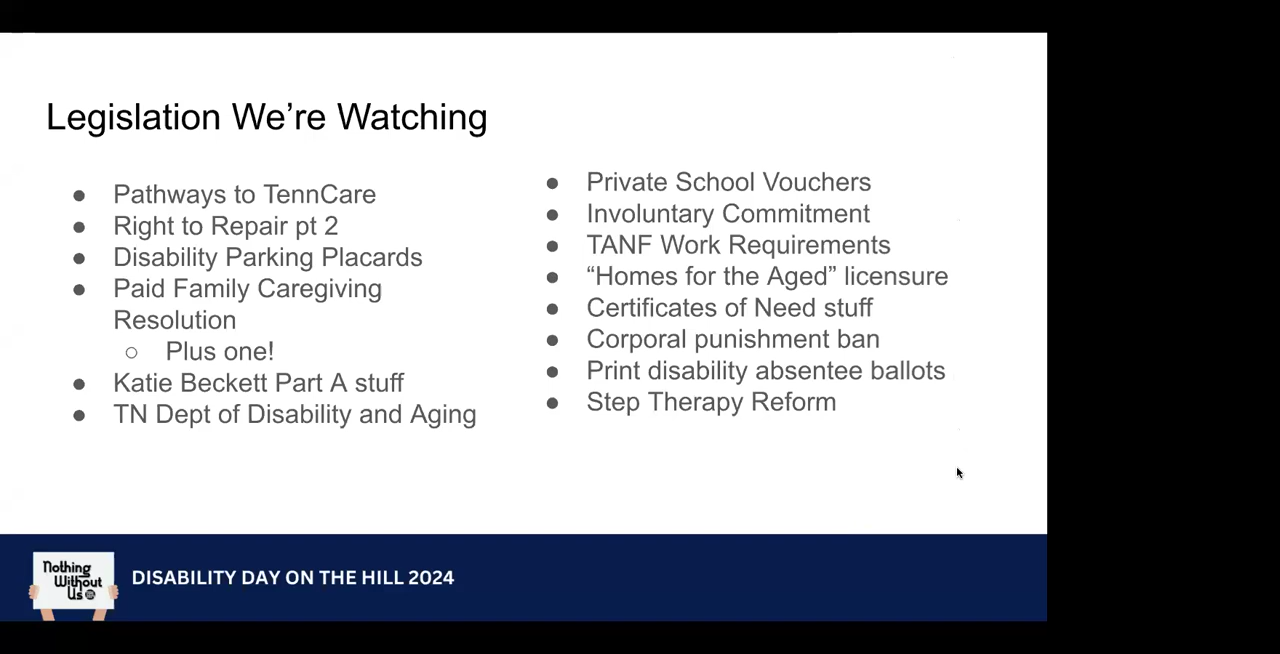 Legislation We’re Watching
● Pathways to TennCare
● Right to Repair pt 2
● Disability Parking Placards
● Paid Family Caregiving
Resolution
○ Plus one!
● Katie Beckett Part A stuff
● TN Dept of Disability and Aging
● Private School Vouchers
● Involuntary Commitment
● TANF Work Requirements
● “Homes for the Aged” licensure
● Certificates of Need stuff
● Corporal punishment ban
● Print disability absentee ballots
● Step Therapy Reform
Nothing
Without
Us
DISABILITY DAY ON THE HILL 2024